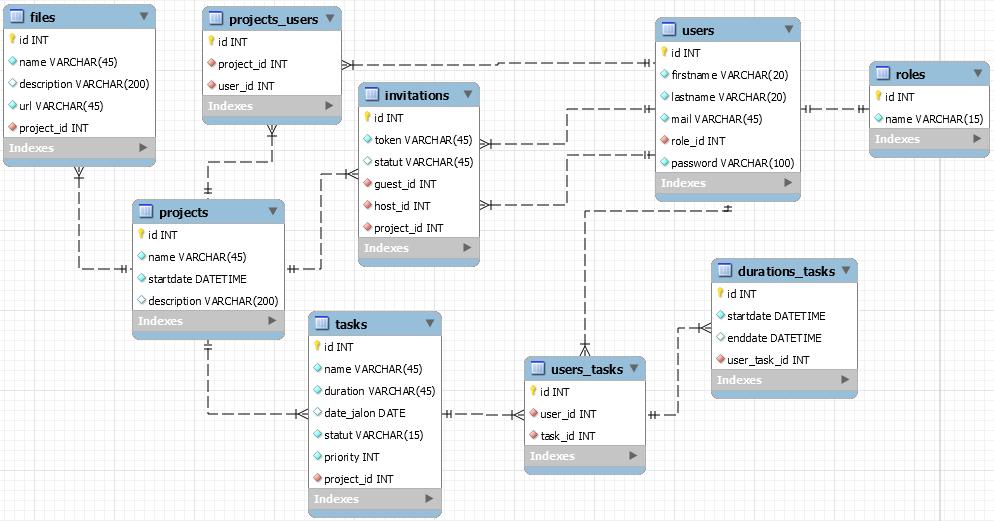 files
id INT
name VARCHAR(45)
description VARCHAR(200)
url VARCHAR(45)
project_id INT
Indexes
projects_users
id INT
project_id INT
user_id INT
Indexes
invitations
id INT
token VARCHAR(45)
statut VARCHAR(45)
guest_id INT
host_id INT
project_id INT
Indexes
users
id INT
firstname VARCHAR(20)
lastname VARCHAR(20)
mail VARCHAR(45)
role_id INT
password VARCHAR(100)
Indexes
roles
id INT
name VARCHAR(15)
Indexes
projects
id INT
name VARCHAR(45)
startdate DATETIME
description VARCHAR(200)
Indexes
tasks
id INT
name VARCHAR(45)
duration VARCHAR(45)
date_jalon DATE
statut VARCHAR(15)
priority INT
project_id INT
Indexes
users_tasks
id INT
user_id INT
task_id INT
Indexes
durations_tasks
id INT
startdate DATETIME
enddate DATETIME
user_task_id INT
Indexes